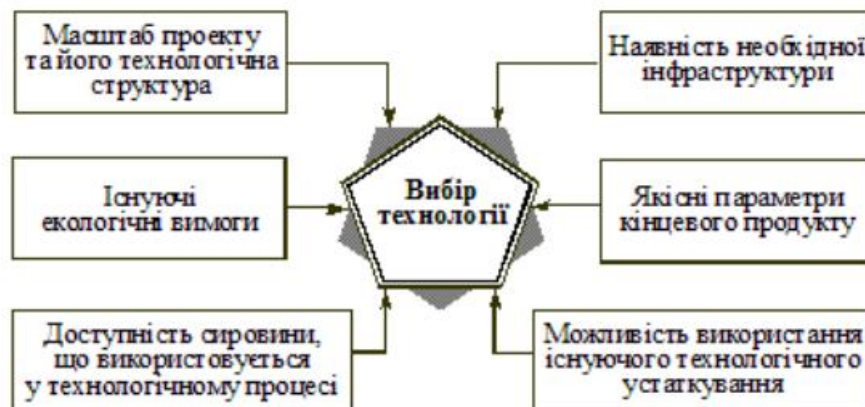 Масштаб проекту
та його технологічна
структура
Наявність необхідної
інфраструктури
Існуючі
екологічні вимоги
Вибір
технології
Якісні параметри
кінцевого продукту
Доступність сировини,
що використовується
у технологічному процесі
Можливість використання
існуючого технологічного
устаткування